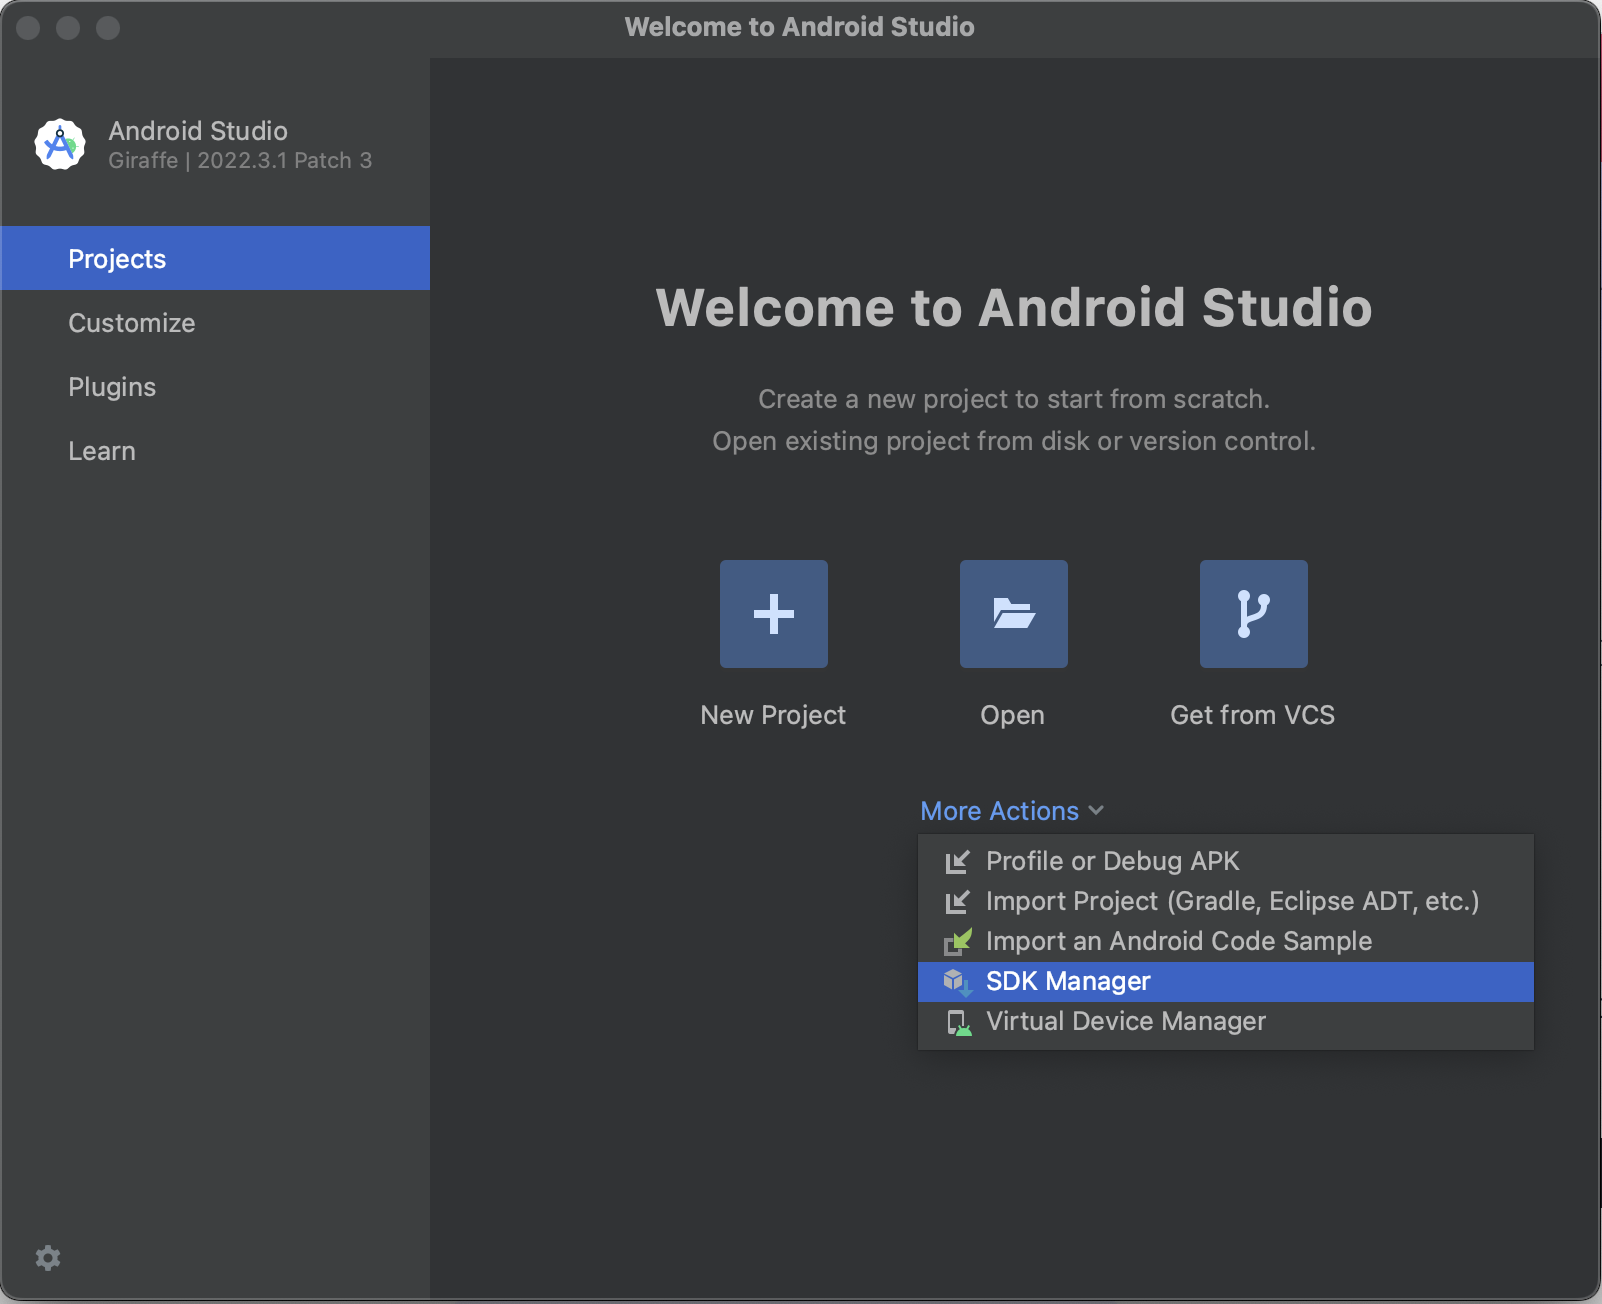 Welcome to Android Studio
Android Studio
Giraffe | 2022.3.1 Patch 3
Projects
Customize
Plugins
Learn
Welcome to Android Studio
Create a new project to start from scratch.
Open existing project from disk or version control.
New Project
Open
Get from VCS
More Actions
Profile or Debug APK
Import Project (Gradle, Eclipse ADT, etc.)
Import an Android Code Sample
SDK Manager
Virtual Device Manager